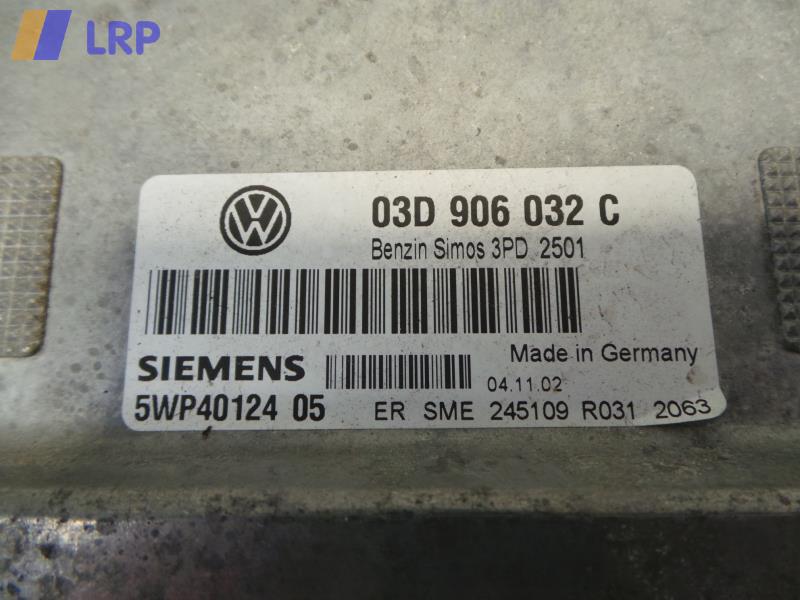 LRP
VW
03D 906 032 C
Benzin Simos 3PD 2501
SIEMENS
Made in Germany
04.11.02
5WP40124 05
ER SME 245109 R031 2063